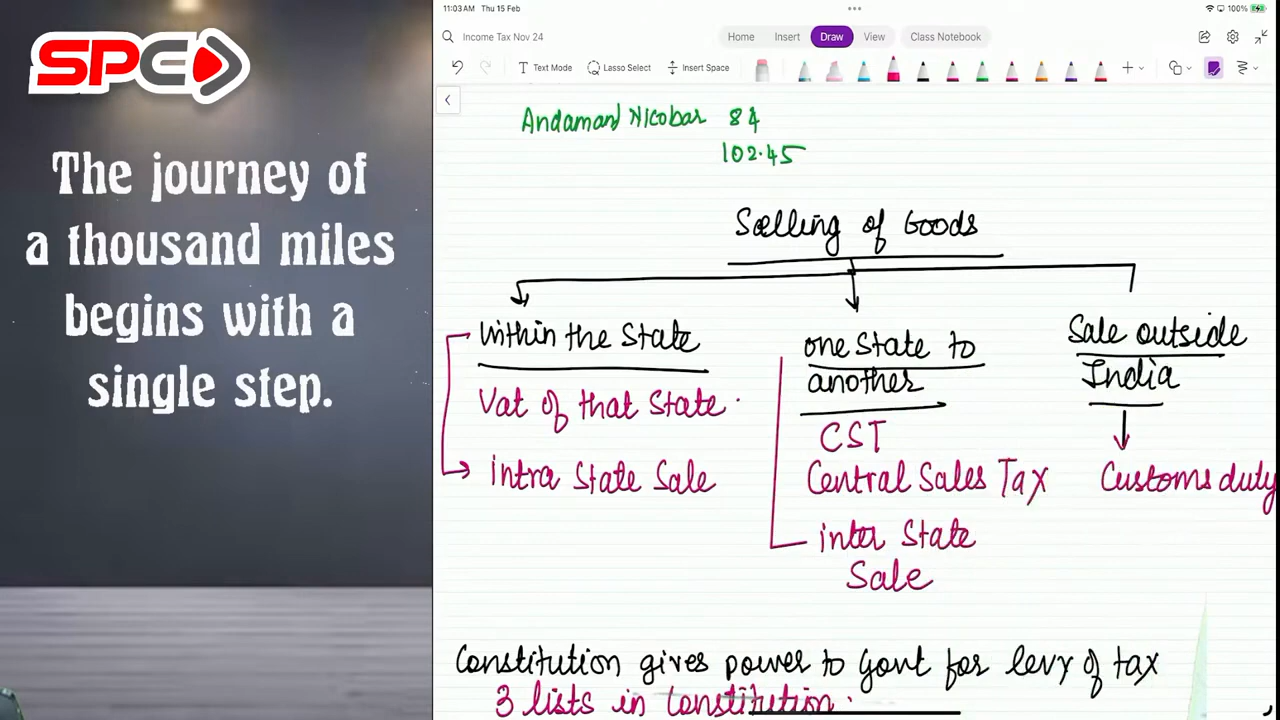 SPE
The journey of
a thousand miles
begins with a
single step.
11:03 AM Thu 15 Feb
100%
Income Tax Nov 24
Home Insert Draw View Class Notebook
Text Mode Lasso Select Insert Space
Andaman Nicobar 84
102.45
Selling of Goods
within the State
Vat of that State
intra State Sale
one State to
another
CST
Central Sales Tax
inter State
Sale
Sale outside
India
Customs duty
Constitution gives power to Govt for levy of tax
3 lists in Constitution.